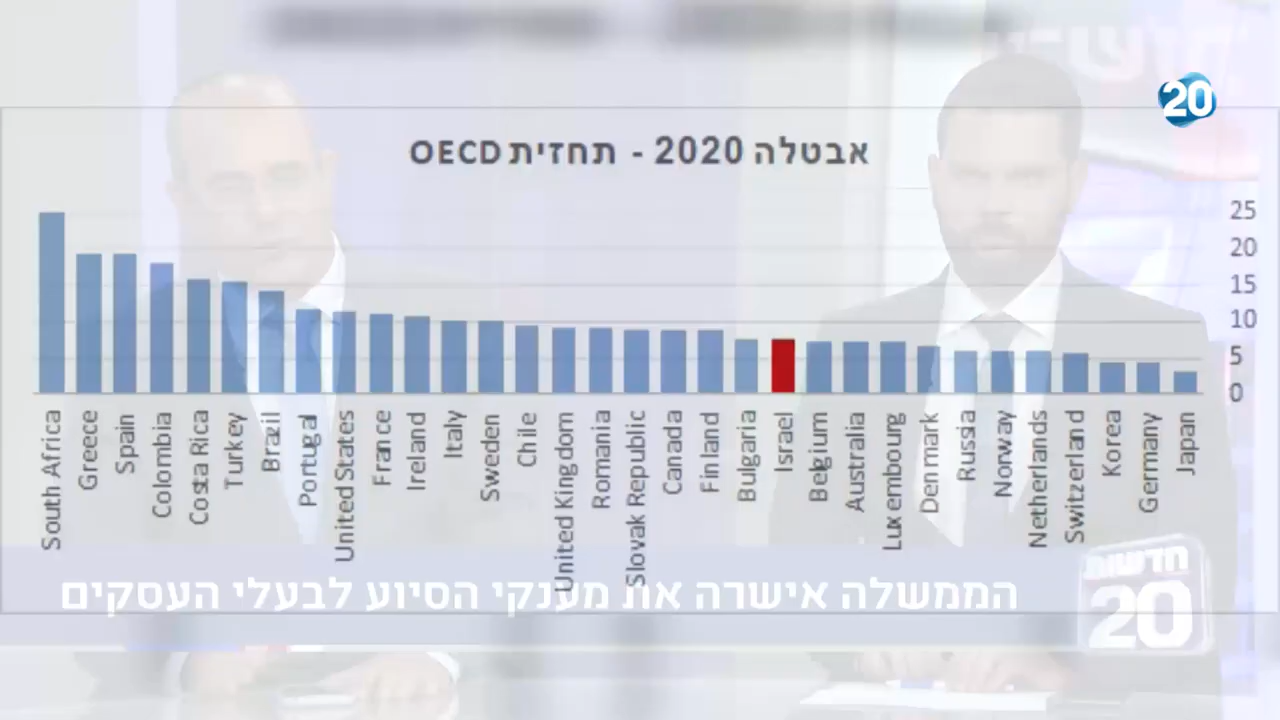 20
אבטלה 2020 - תחזית OECD
25
20
15
10
5
0
South Africa
Greece
Spain
Colombia
Costa Rica
Turkey
Brazil
Portugal
United States
France
Ireland
Italy
Sweden
Chile
United Kingdom
Romania
Slovak Republic
Canada
Finland
Bulgaria
Israel
Belgium
Australia
Luxembourg
Denmark
Russia
Norway
Netherlands
Switzerland
Korea
Germany
Japan
הממשלה אישרה את מענקי הסיוע לבעלי העסקים
חדשות
20